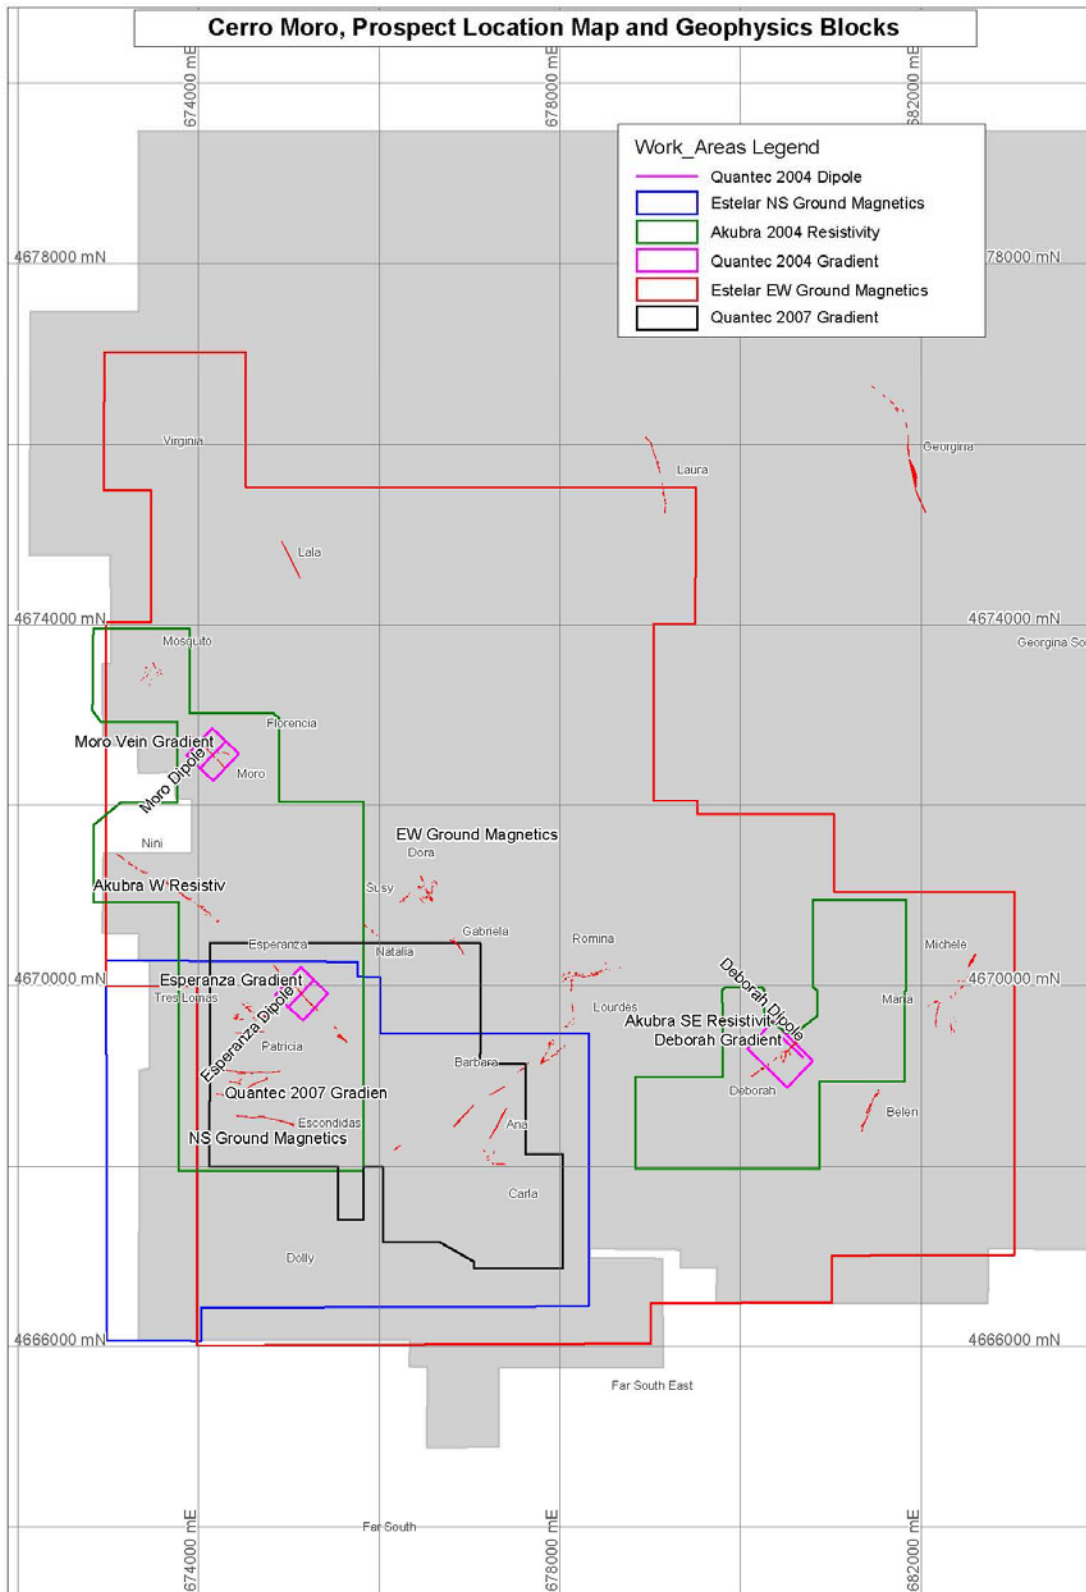 Cerro Moro, Prospect Location Map and Geophysics Blocks
674000 mE
678000 mE
682000 mE
Work_Areas Legend
Quantec 2004 Dipole
Estelar NS Ground Magnetics
Akubra 2004 Resistivity
Quantec 2004 Gradient
Estelar EW Ground Magnetics
Quantec 2007 Gradient
4678000 mN
78000 mN
Virginia
Georgina
Laura
Lala
4674000 mN
4674000 mN
Mosquito
Georgina So
Florencia
Moro Vein Gradient
Moro Dipole
Moro
EW Ground Magnetics
Nini
Dora
Akubra W Resistiv
Susy
Gabriela
Romina
Esperanza
Natalia
Michele
4670000 mN
Esperanza Gradient
4670000 mN
Deborah Dipole
Tres Lomas
Esperanza Dipole
Lourdes
Maria
Akubra SE Resistivit
Deborah Gradient
Patricia
Barbara
Quantec 2007 Gradien
Deborah
Escondidas
Ana
Belen
NS Ground Magnetics
Carla
Dolly
4666000 mN
4666000 mN
Far South East
Far South
674000 mE
678000 mE
682000 mE